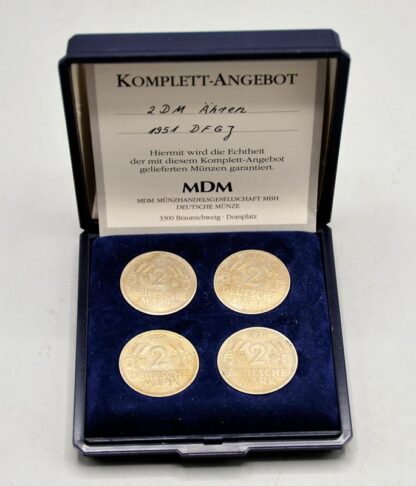 KOMPLETT-ANGEBOT
2 DM Ähren
1951 DFGJ
Hiermit wird die Echtheit
der mit diesem Komplett-Angebot
gelieferten Münzen garantiert.
MDM
MDM MÜNZHANDELSGESELLSCHAFT MBH
DEUTSCHE MÜNZE
3300 Braunschweig · Domplatz
2
DEUTSCHE
MARK
2
DEUTSCHE
2
DEUTSCHE
MARK
2
DEUTSCHE
MARK